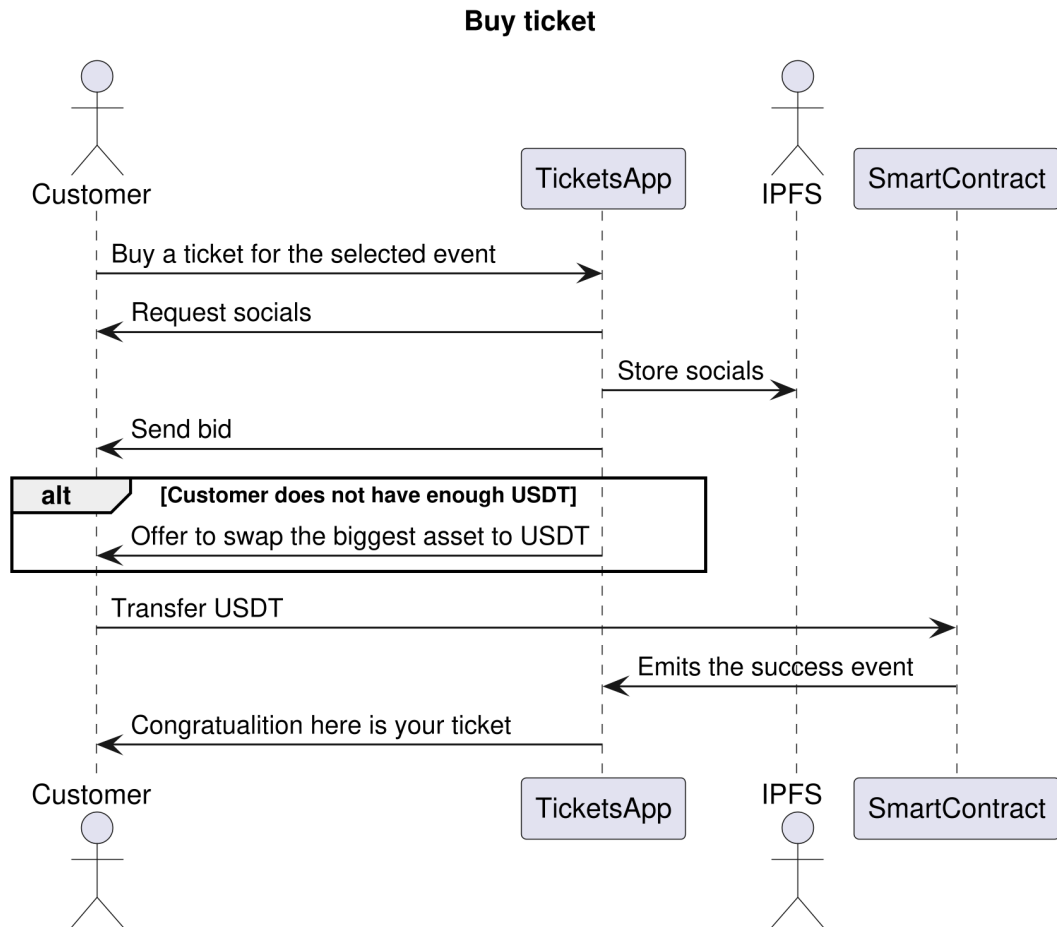 Buy ticket
Customer
TicketsApp
IPFS
SmartContract
Buy a ticket for the selected event
Request socials
Store socials
Send bid
alt
[Customer does not have enough USDT]
Offer to swap the biggest asset to USDT
Transfer USDT
Emits the success event
Congratualition here is your ticket
Customer
TicketsApp
IPFS
SmartContract